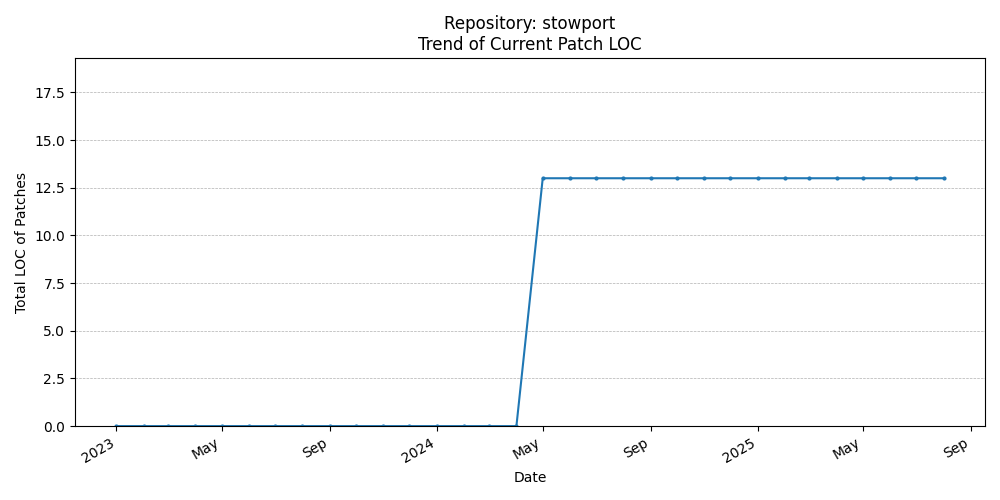 Repository: stowport
Trend of Current Patch LOC
Total LOC of Patches
17.5
15.0
12.5
10.0
7.5
5.0
2.5
0.0
2023
May
Sep
2024
May
Sep
2025
May
Sep
Date